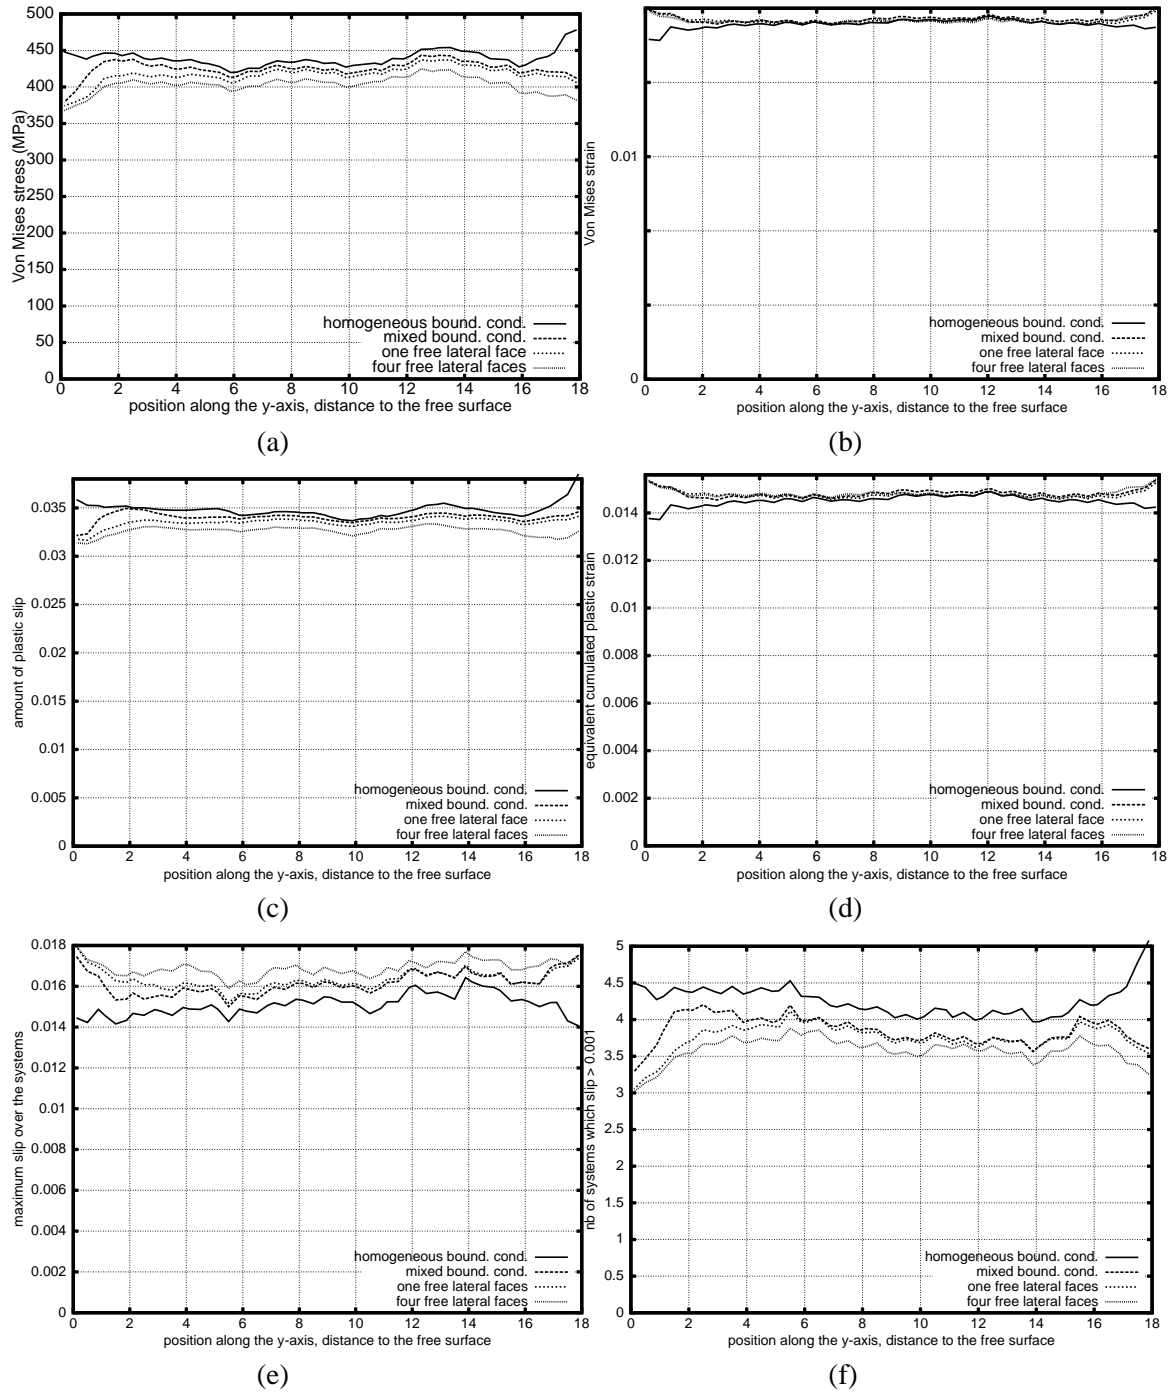 500
450
400
350
300
250
200
150
100
50
0
Von Mises stress (MPa)
homogeneous bound. cond.
mixed bound. cond.
one free lateral face
four free lateral faces
0 2 4 6 8 10 12 14 16 18
position along the y-axis, distance to the free surface
(a)
0.01
0
Von Mises strain
homogeneous bound. cond.
mixed bound. cond.
one free lateral face
four free lateral faces
0 2 4 6 8 10 12 14 16 18
position along the y-axis, distance to the free surface
(b)
0.035
0.03
0.025
0.02
0.015
0.01
0.005
0
amount of plastic slip
homogeneous bound. cond.
mixed bound. cond.
one free lateral face
four free lateral faces
0 2 4 6 8 10 12 14 16 18
position along the y-axis, distance to the free surface
(c)
0.014
0.012
0.01
0.008
0.006
0.004
0.002
0
equivalent cumulated plastic strain
homogeneous bound. cond.
mixed bound. cond.
one free lateral face
four free lateral faces
0 2 4 6 8 10 12 14 16 18
position along the y-axis, distance to the free surface
(d)
0.018
0.016
0.014
0.012
0.01
0.008
0.006
0.004
0.002
0
maximum slip over the systems
homogeneous bound. cond.
mixed bound. cond.
one free lateral faces
four free lateral faces
0 2 4 6 8 10 12 14 16 18
position along the y-axis, distance to the free surface
(e)
5
4.5
4
3.5
3
2.5
2
1.5
1
0.5
0
nb of systems which slip > 0.001
homogeneous bound. cond.
mixed bound. cond.
one free lateral faces
four free lateral faces
0 2 4 6 8 10 12 14 16 18
position along the y-axis, distance to the free surface
(f)